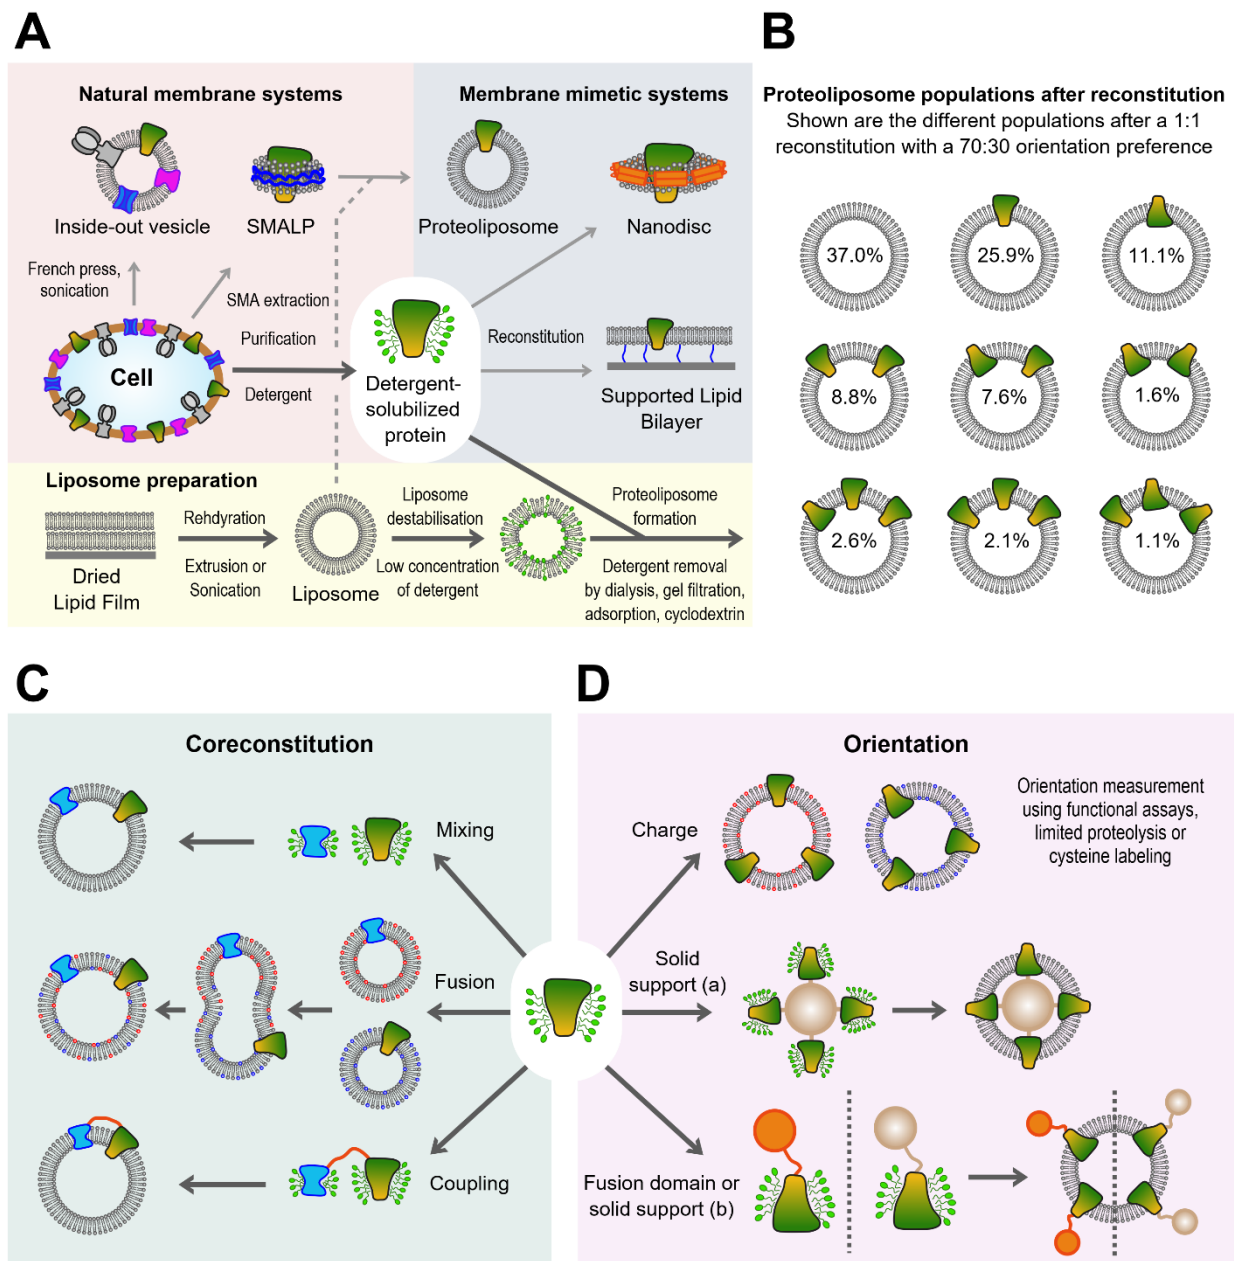 A
Natural membrane systems
Membrane mimetic systems
Inside-out vesicle
SMALP
Proteoliposome
Nanodisc
French press,
sonication
SMA extraction
Purification
Detergent
Cell
Detergent-
solubilized
protein
Reconstitution
Supported Lipid
Bilayer
Liposome preparation
Dried
Lipid Film
Rehdyration
Extrusion or
Sonication
Liposome
Liposome
destabilisation
Low concentration
of detergent
Proteoliposome
formation
Detergent removal
by dialysis, gel filtration,
adsorption, cyclodextrin
B
Proteoliposome populations after reconstitution
Shown are the different populations after a 1:1
reconstitution with a 70:30 orientation preference
37.0%
25.9%
11.1%
8.8%
7.6%
1.6%
2.6%
2.1%
1.1%
C
Coreconstitution
Mixing
Fusion
Coupling
D
Orientation
Charge
Orientation measurement
using functional assays,
limited proteolysis or
cysteine labeling
Solid
support (a)
Fusion domain or
solid support (b)